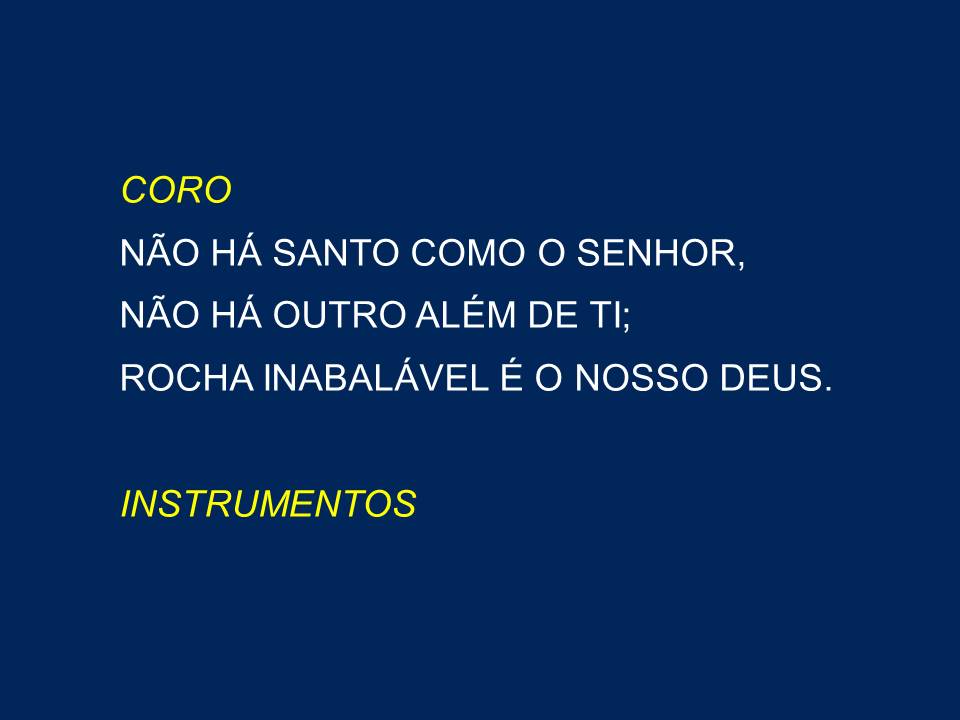 CORO
NÃO HÁ SANTO COMO O SENHOR,
NÃO HÁ OUTRO ALÉM DE TI;
ROCHA INABALÁVEL É O NOSSO DEUS.
INSTRUMENTOS